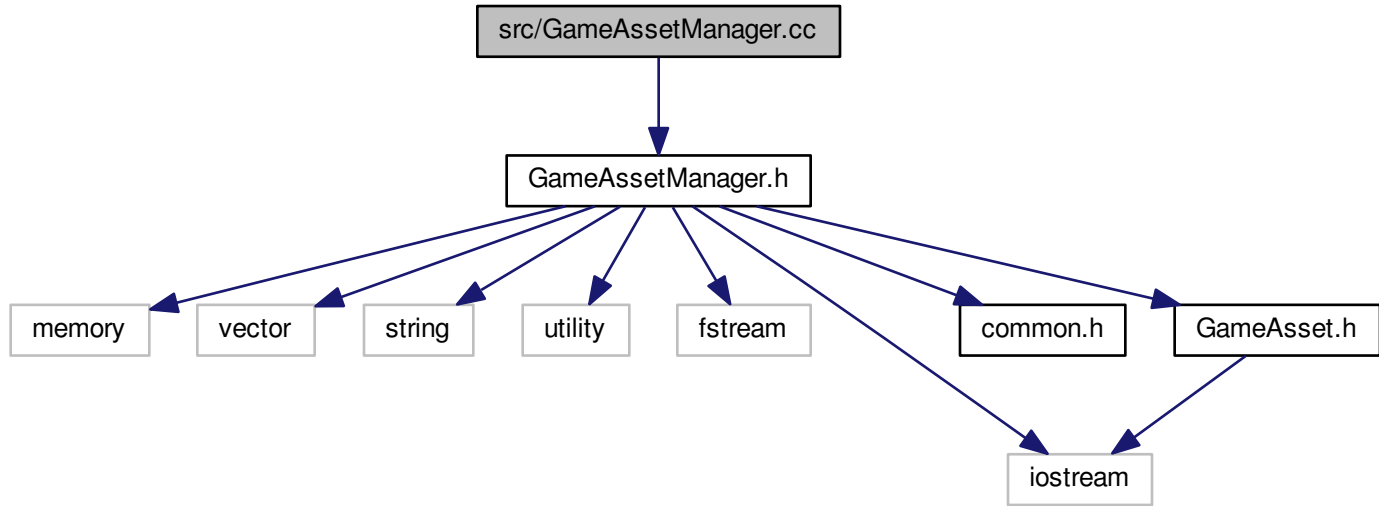 src/GameAssetManager.cc
GameAssetManager.h
memory
vector
string
utility
fstream
common.h
GameAsset.h
iostream